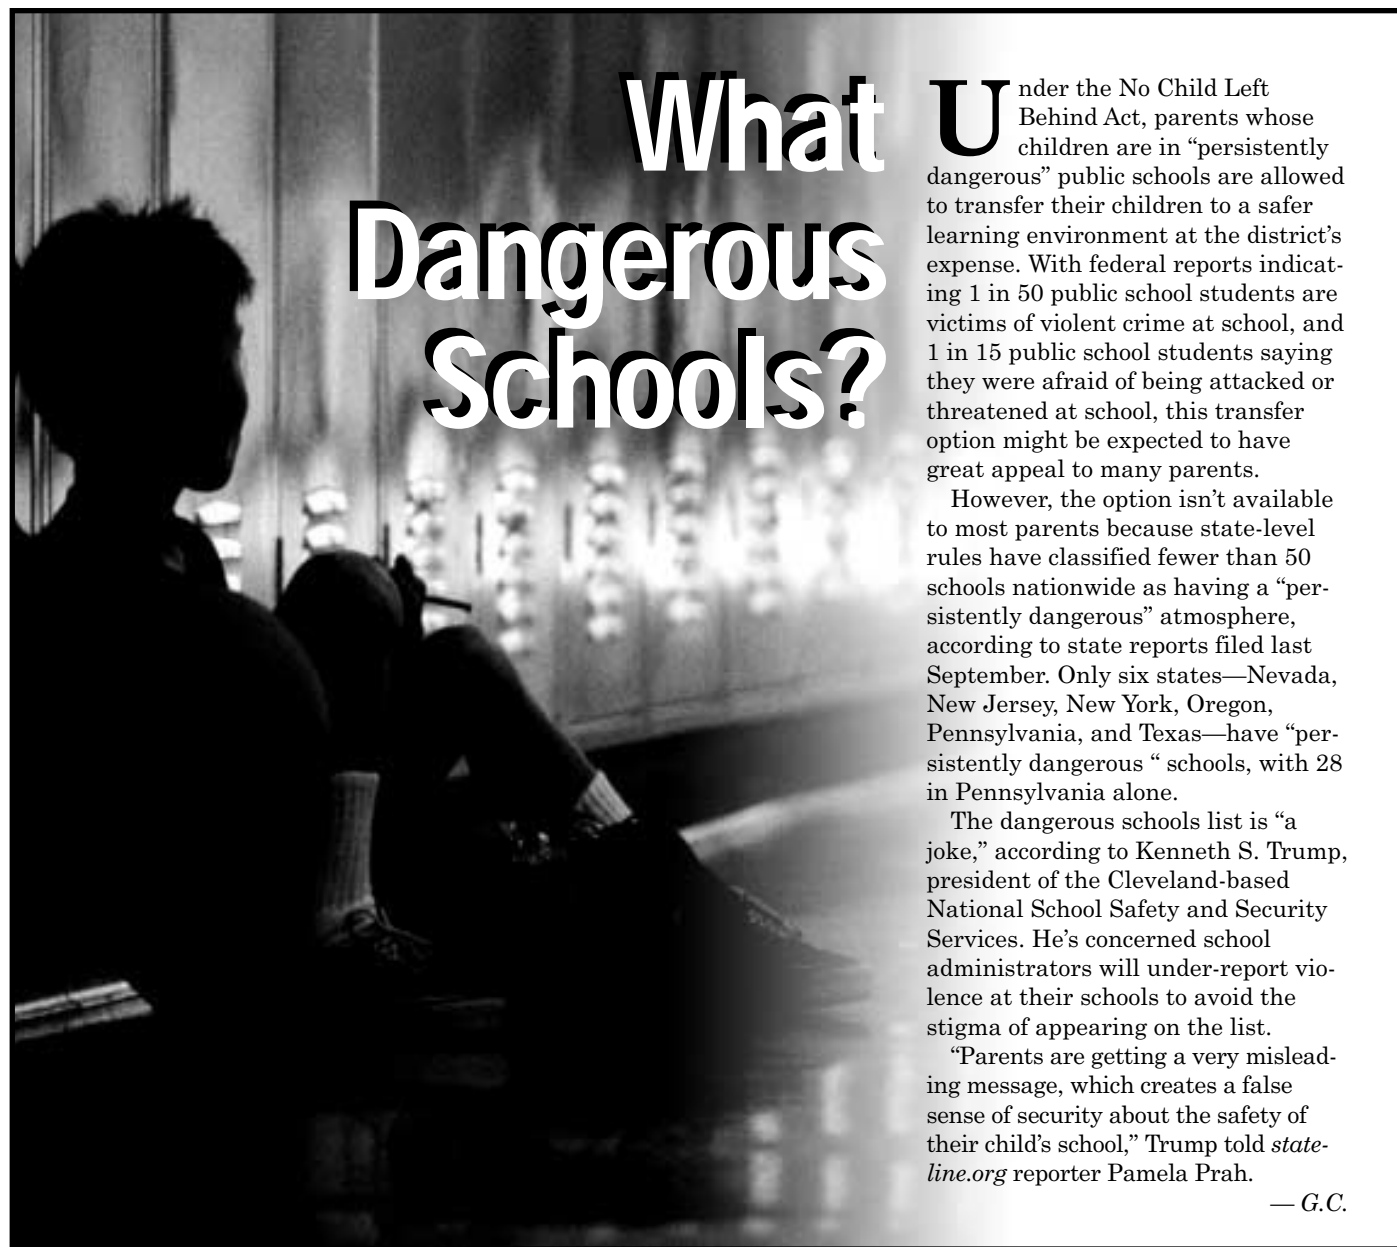 What
Dangerous
Schools?
Under the No Child Left
Behind Act, parents whose
children are in “persistently
dangerous” public schools are allowed
to transfer their children to a safer
learning environment at the district’s
expense. With federal reports indicat-
ing 1 in 50 public school students are
victims of violent crime at school, and
1 in 15 public school students saying
they were afraid of being attacked or
threatened at school, this transfer
option might be expected to have
great appeal to many parents.
However, the option isn’t available
to most parents because state-level
rules have classified fewer than 50
schools nationwide as having a “per-
sistently dangerous” atmosphere,
according to state reports filed last
September. Only six states—Nevada,
New Jersey, New York, Oregon,
Pennsylvania, and Texas—have “per-
sistently dangerous “ schools, with 28
in Pennsylvania alone.
The dangerous schools list is “a
joke,” according to Kenneth S. Trump,
president of the Cleveland-based
National School Safety and Security
Services. He’s concerned school
administrators will under-report vio-
lence at their schools to avoid the
stigma of appearing on the list.
“Parents are getting a very mislead-
ing message, which creates a false
sense of security about the safety of
their child’s school,” Trump told state-
line.org reporter Pamela Prah.
— G.C.